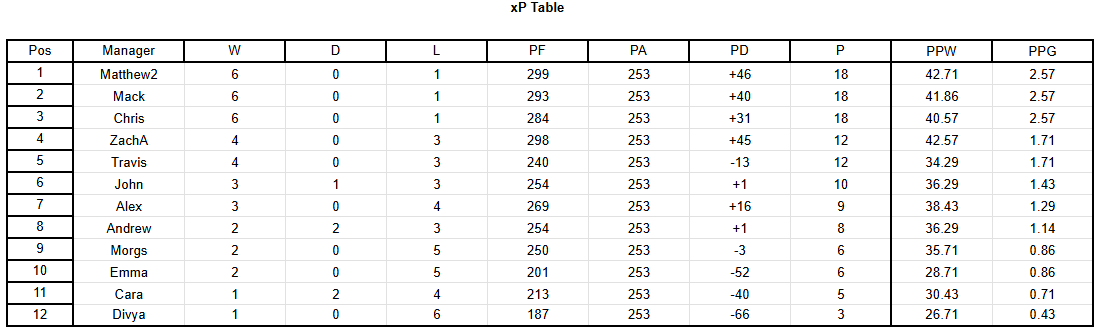 xP Table
Pos Manager W D L PF PA PD P PPW PPG
1 Matthew2 6 0 1 299 253 +46 18 42.71 2.57
2 Mack 6 0 1 293 253 +40 18 41.86 2.57
3 Chris 6 0 1 284 253 +31 18 40.57 2.57
4 ZachA 4 0 3 298 253 +45 12 42.57 1.71
5 Travis 4 0 3 240 253 -13 12 34.29 1.71
6 John 3 1 3 254 253 +1 10 36.29 1.43
7 Alex 3 0 4 269 253 +16 9 38.43 1.29
8 Andrew 2 2 3 254 253 +1 8 36.29 1.14
9 Morgs 2 0 5 250 253 -3 6 35.71 0.86
10 Emma 2 0 5 201 253 -52 6 28.71 0.86
11 Cara 1 2 4 213 253 -40 5 30.43 0.71
12 Divya 1 0 6 187 253 -66 3 26.71 0.43